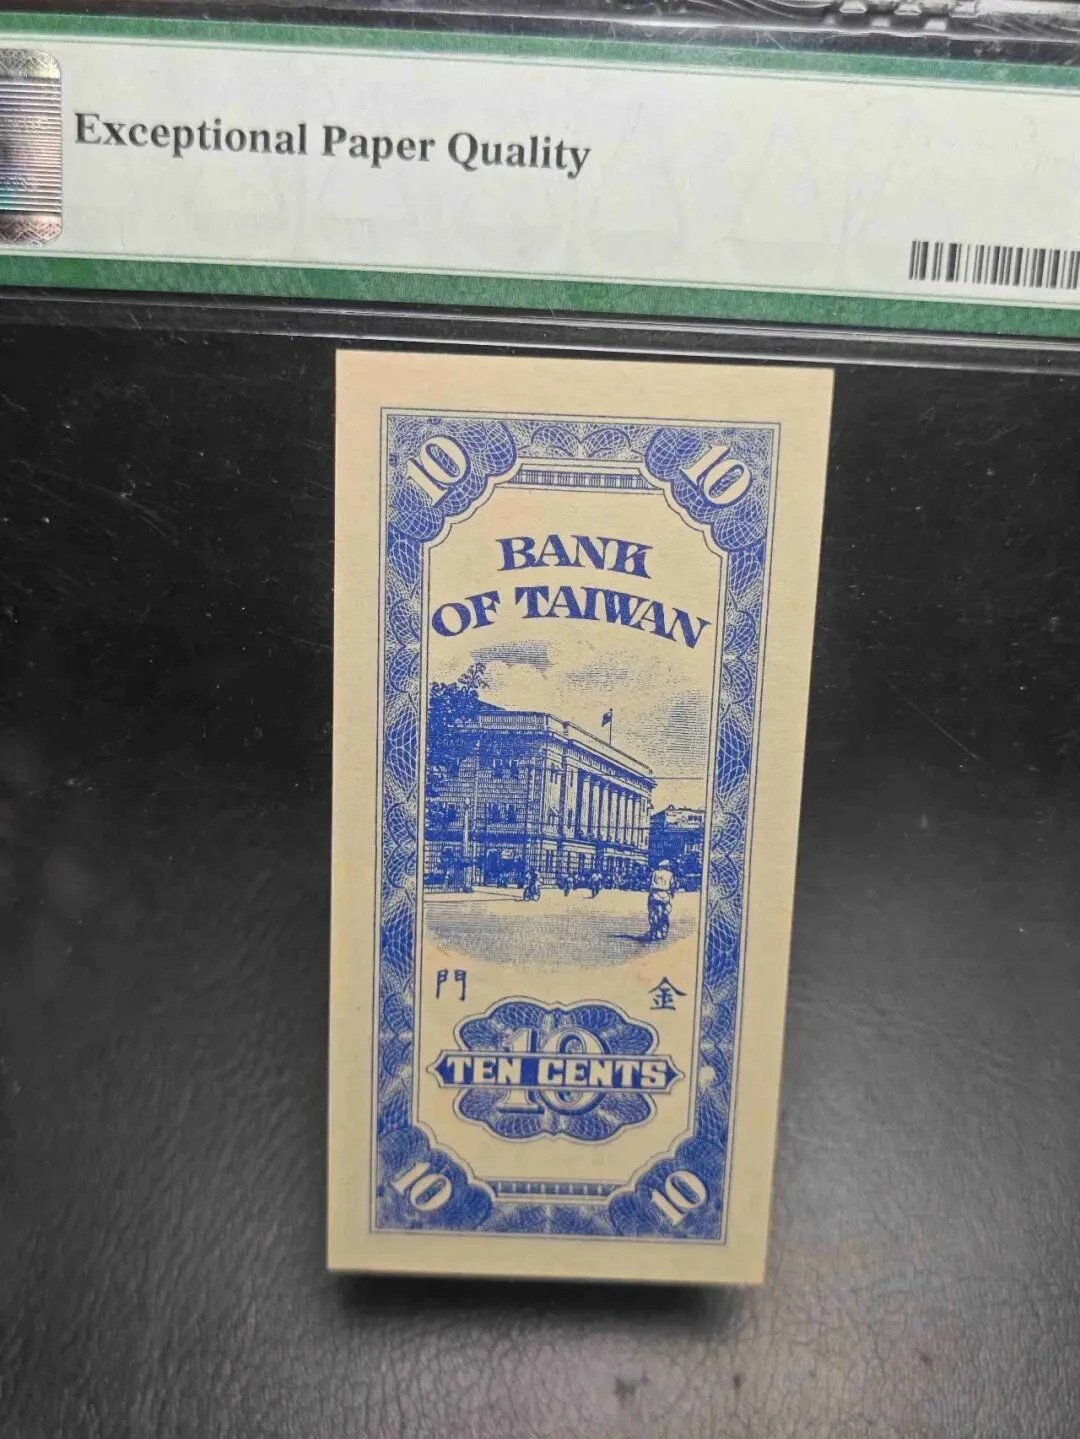 Exceptional Paper Quality
10 10
BANK
OF TAIWAN
門 金
10
TEN CENTS
10 10